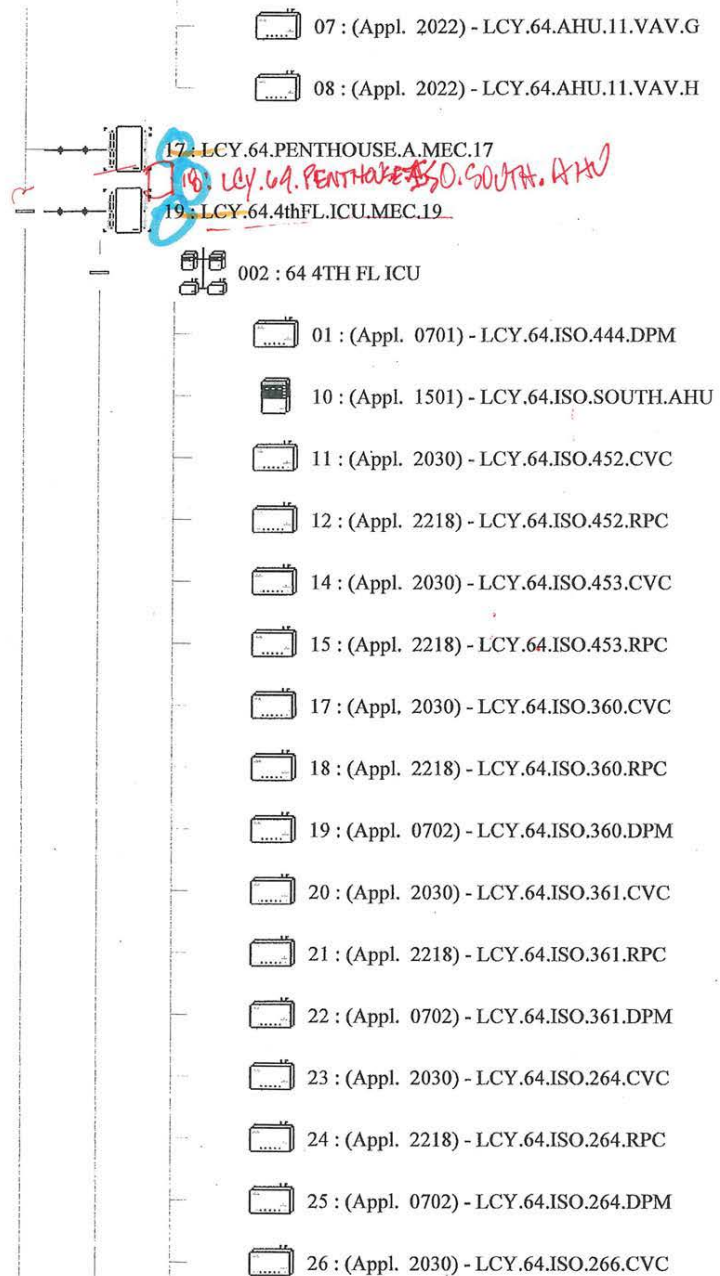 07 : (Appl. 2022) - LCY.64.AHU.11.VAV.G
08 : (Appl. 2022) - LCY.64.AHU.11.VAV.H
17 : LCY.64.PENTHOUSE.A.MEC.17
18: LCY.64.PENTHOUSE.ISO.SOUTH.AHU
19 : LCY.64.4thFL.ICU.MEC.19
002 : 64 4TH FL ICU
01 : (Appl. 0701) - LCY.64.ISO.444.DPM
10 : (Appl. 1501) - LCY.64.ISO.SOUTH.AHU
11 : (Appl. 2030) - LCY.64.ISO.452.CVC
12 : (Appl. 2218) - LCY.64.ISO.452.RPC
14 : (Appl. 2030) - LCY.64.ISO.453.CVC
15 : (Appl. 2218) - LCY.64.ISO.453.RPC
17 : (Appl. 2030) - LCY.64.ISO.360.CVC
18 : (Appl. 2218) - LCY.64.ISO.360.RPC
19 : (Appl. 0702) - LCY.64.ISO.360.DPM
20 : (Appl. 2030) - LCY.64.ISO.361.CVC
21 : (Appl. 2218) - LCY.64.ISO.361.RPC
22 : (Appl. 0702) - LCY.64.ISO.361.DPM
23 : (Appl. 2030) - LCY.64.ISO.264.CVC
24 : (Appl. 2218) - LCY.64.ISO.264.RPC
25 : (Appl. 0702) - LCY.64.ISO.264.DPM
26 : (Appl. 2030) - LCY.64.ISO.266.CVC